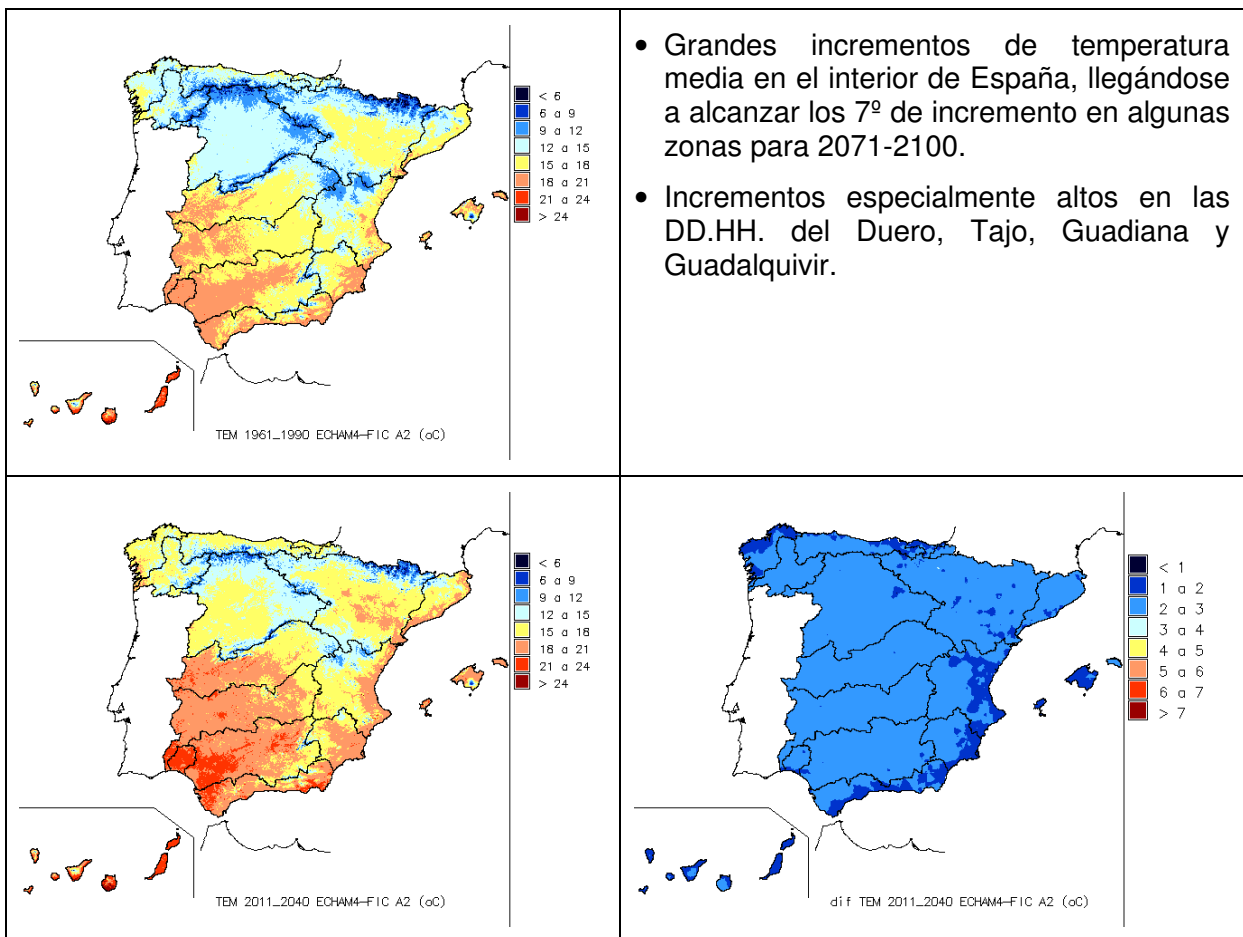 < 6
6 a 9
9 a 12
12 a 15
15 a 18
18 a 21
21 a 24
> 24
TEM 1961_1990 ECHAM4-FIC A2 (oC)
• Grandes incrementos de temperatura
media en el interior de España, llegándose
a alcanzar los 7º de incremento en algunas
zonas para 2071-2100.
• Incrementos especialmente altos en las
DD.HH. del Duero, Tajo, Guadiana y
Guadalquivir.
< 6
6 a 9
9 a 12
12 a 15
15 a 18
18 a 21
21 a 24
> 24
TEM 2011_2040 ECHAM4-FIC A2 (oC)
< 1
1 a 2
2 a 3
3 a 4
4 a 5
5 a 6
6 a 7
> 7
dif TEM 2011_2040 ECHAM4-FIC A2 (oC)